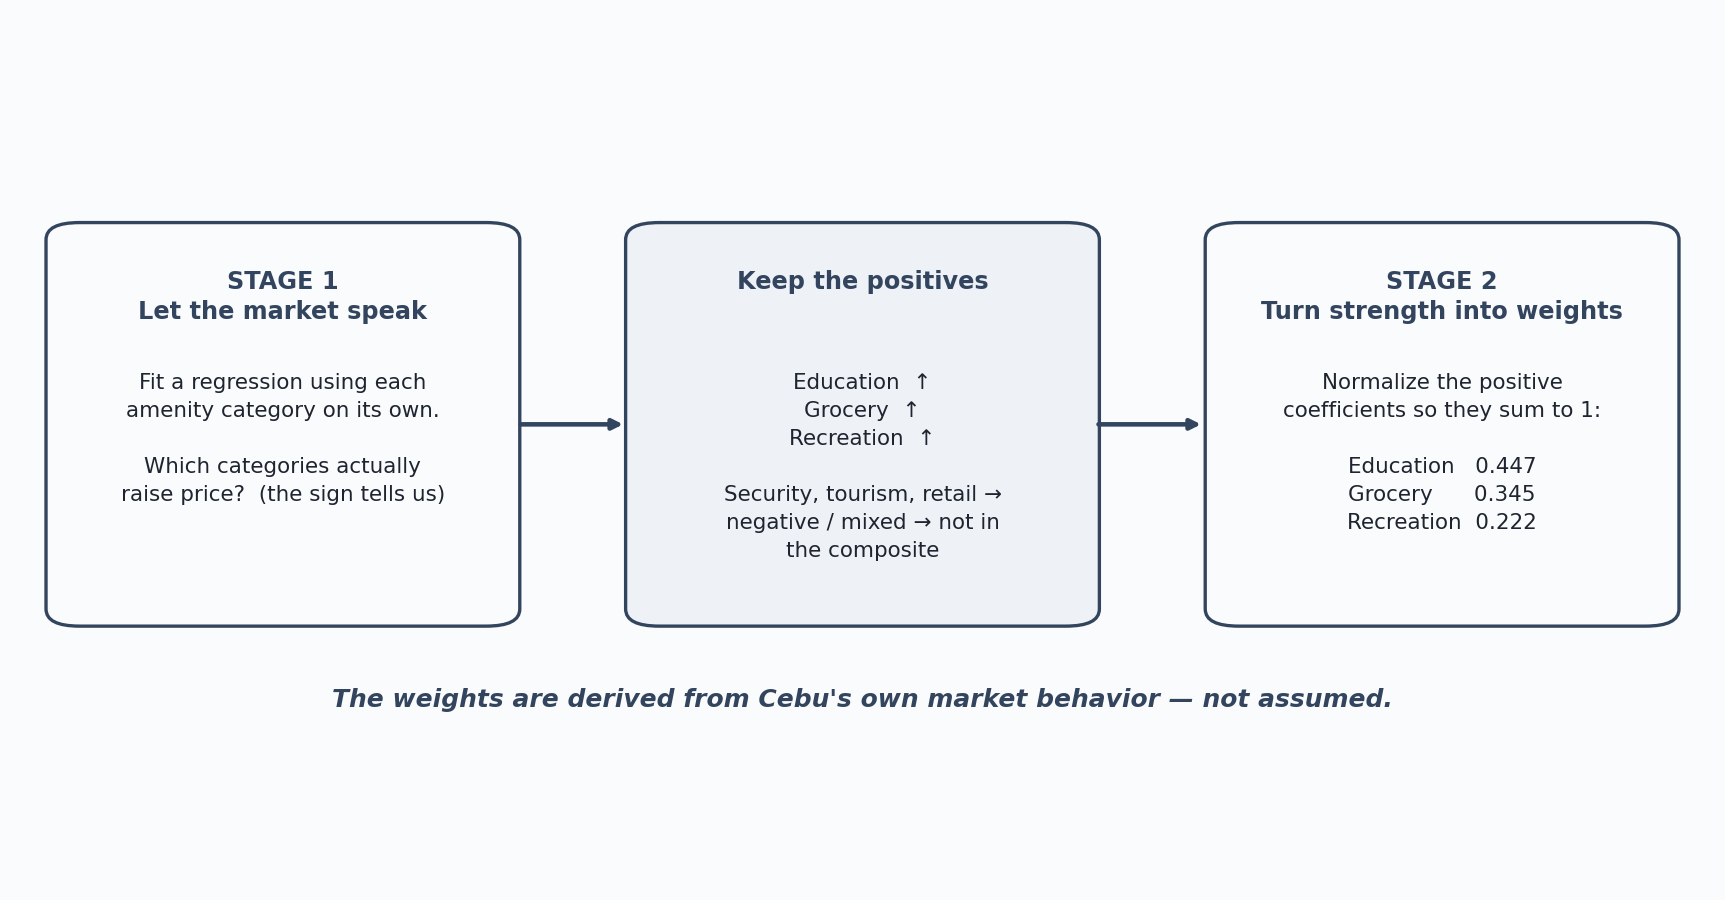 STAGE 1
Let the market speak
Fit a regression using each
amenity category on its own.
Which categories actually
raise price?  (the sign tells us)
Keep the positives
Education ↑
Grocery ↑
Recreation ↑
Security, tourism, retail →
negative / mixed → not in
the composite
STAGE 2
Turn strength into weights
Normalize the positive
coefficients so they sum to 1:
Education 0.447
Grocery 0.345
Recreation 0.222
The weights are derived from Cebu's own market behavior — not assumed.